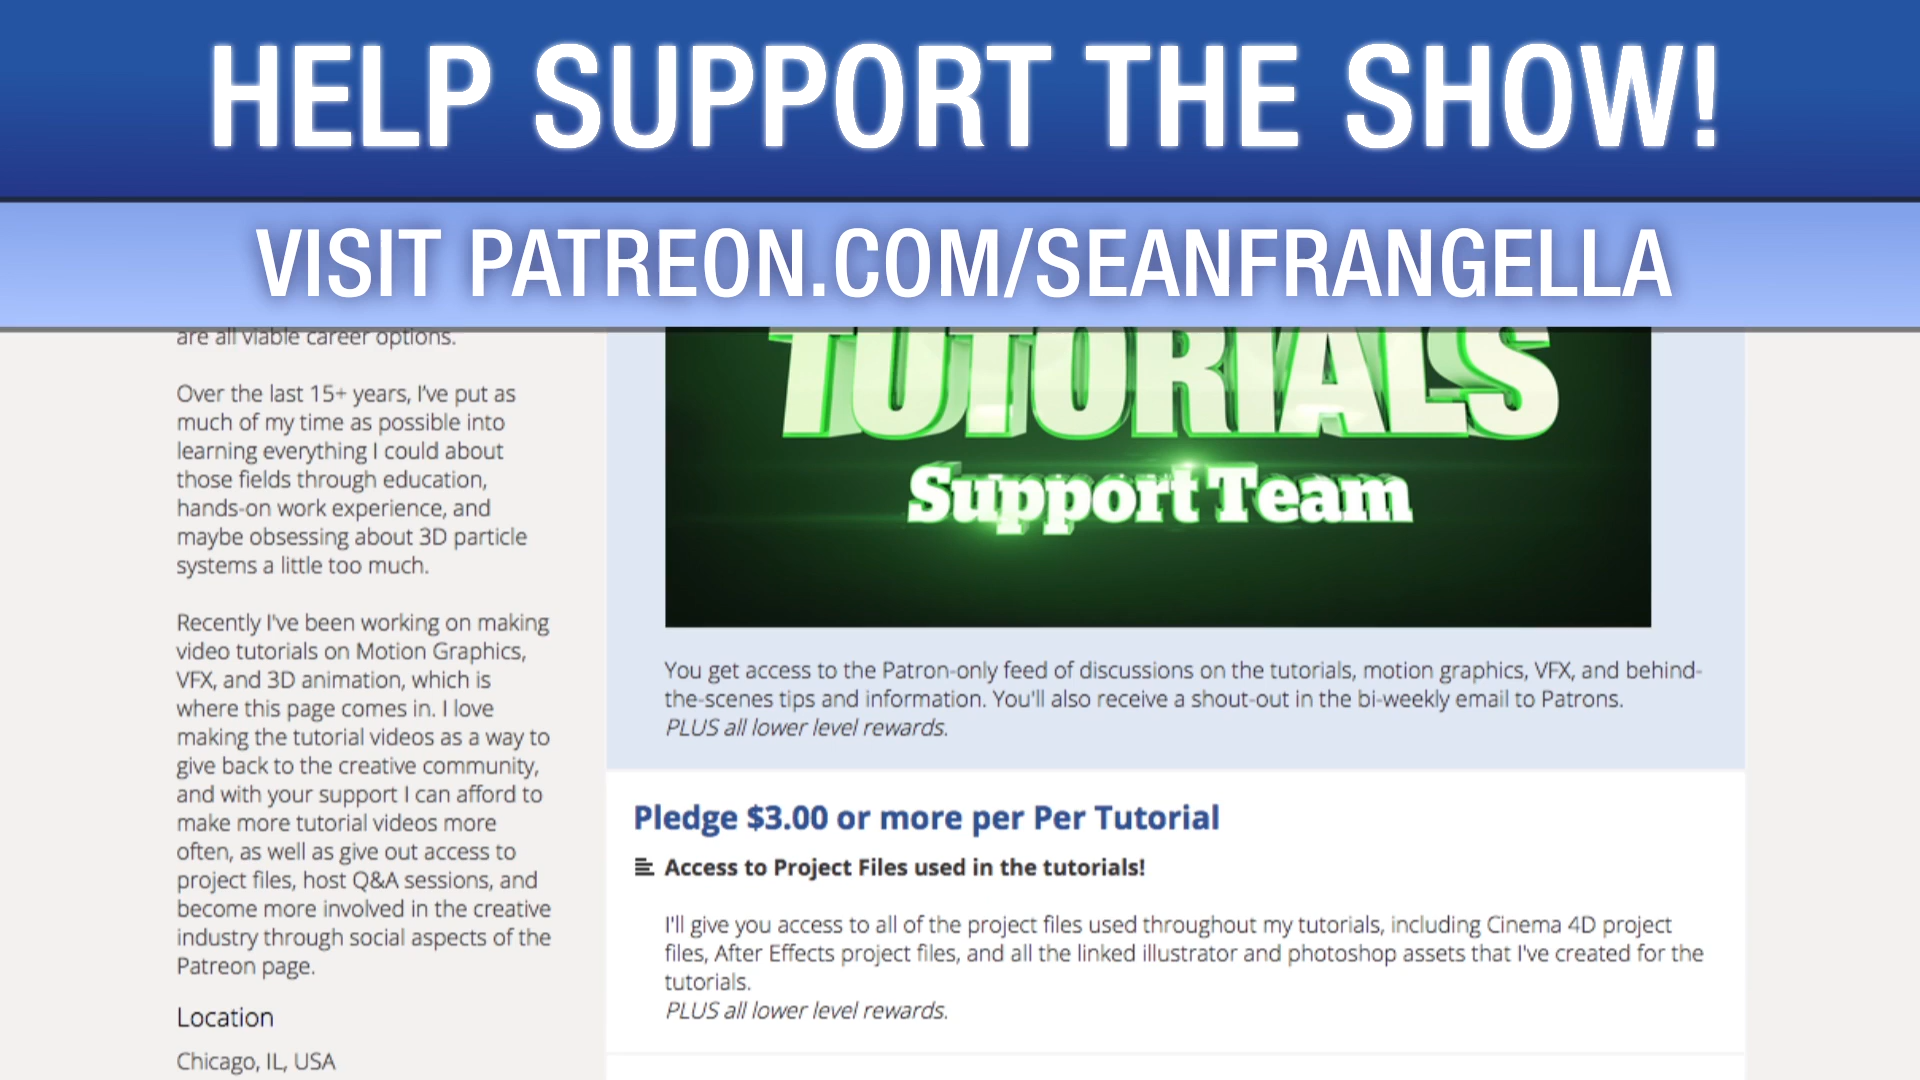 HELP SUPPORT THE SHOW!
VISIT PATREON.COM/SEANFRANGELLA
are all viable career options.
Over the last 15+ years, I've put as
much of my time as possible into
learning everything I could about
those fields through education,
hands-on work experience, and
maybe obsessing about 3D particle
systems a little too much.
Recently I've been working on making
video tutorials on Motion Graphics,
VFX, and 3D animation, which is
where this page comes in. I love
making the tutorial videos as a way to
give back to the creative community,
and with your support I can afford to
make more tutorial videos more
often, as well as give out access to
project files, host Q&A sessions, and
become more involved in the creative
industry through social aspects of the
Patreon page.
Location
Chicago, IL, USA
TUTORIALS
Support Team
You get access to the Patron-only feed of discussions on the tutorials, motion graphics, VFX, and behind-
the-scenes tips and information. You'll also receive a shout-out in the bi-weekly email to Patrons.
PLUS all lower level rewards.
Pledge $3.00 or more per Per Tutorial
Access to Project Files used in the tutorials!
I'll give you access to all of the project files used throughout my tutorials, including Cinema 4D project
files, After Effects project files, and all the linked illustrator and photoshop assets that I've created for the
tutorials.
PLUS all lower level rewards.